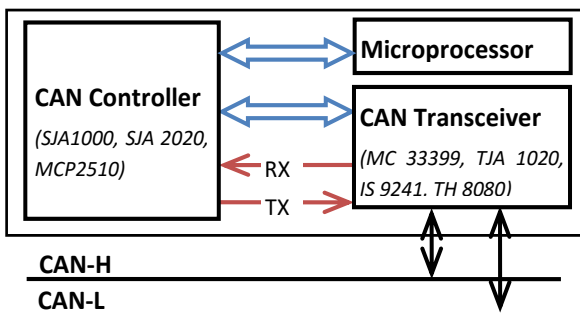 Microprocessor
CAN Controller
(SJA1000, SJA 2020,
MCP2510)
CAN Transceiver
(MC 33399, TJA 1020,
IS 9241. TH 8080)
RX
TX
CAN-H
CAN-L